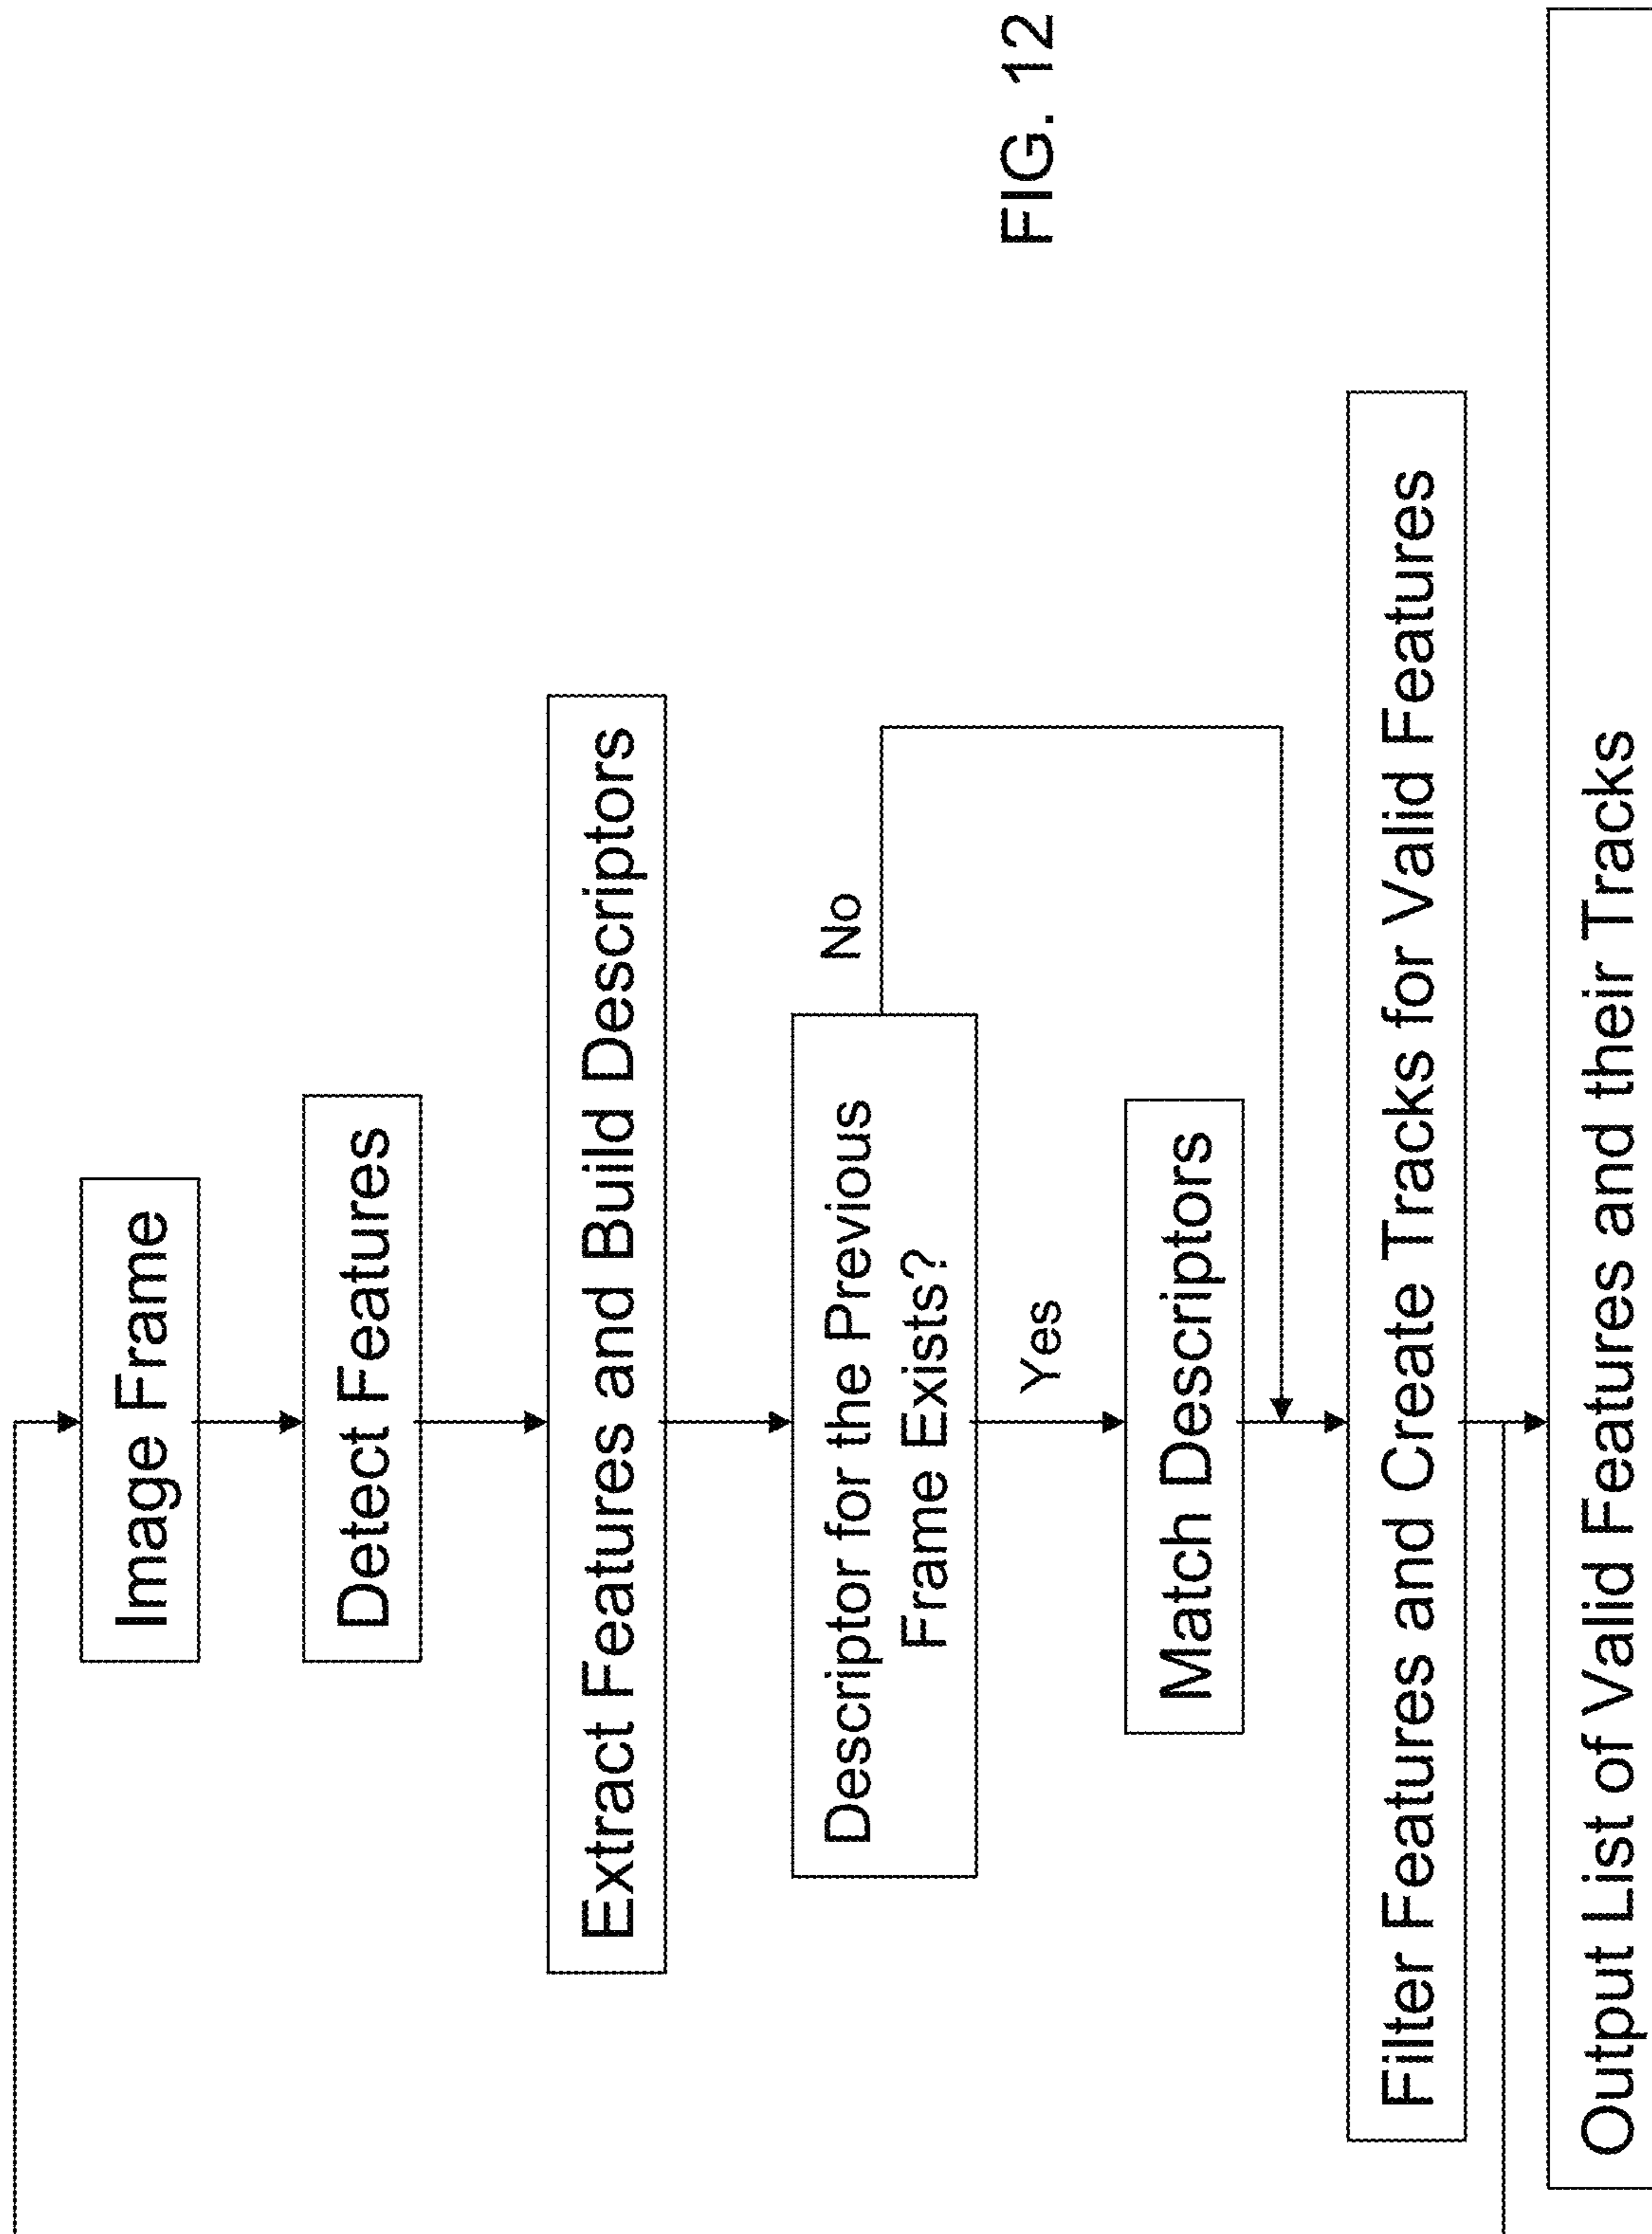 Image Frame
Detect Features
Extract Features and Build Descriptors
Descriptor for the Previous
Frame Exists?
No
Yes
Match Descriptors
Filter Features and Create Tracks for Valid Features
Output List of Valid Features and their Tracks
FIG. 12